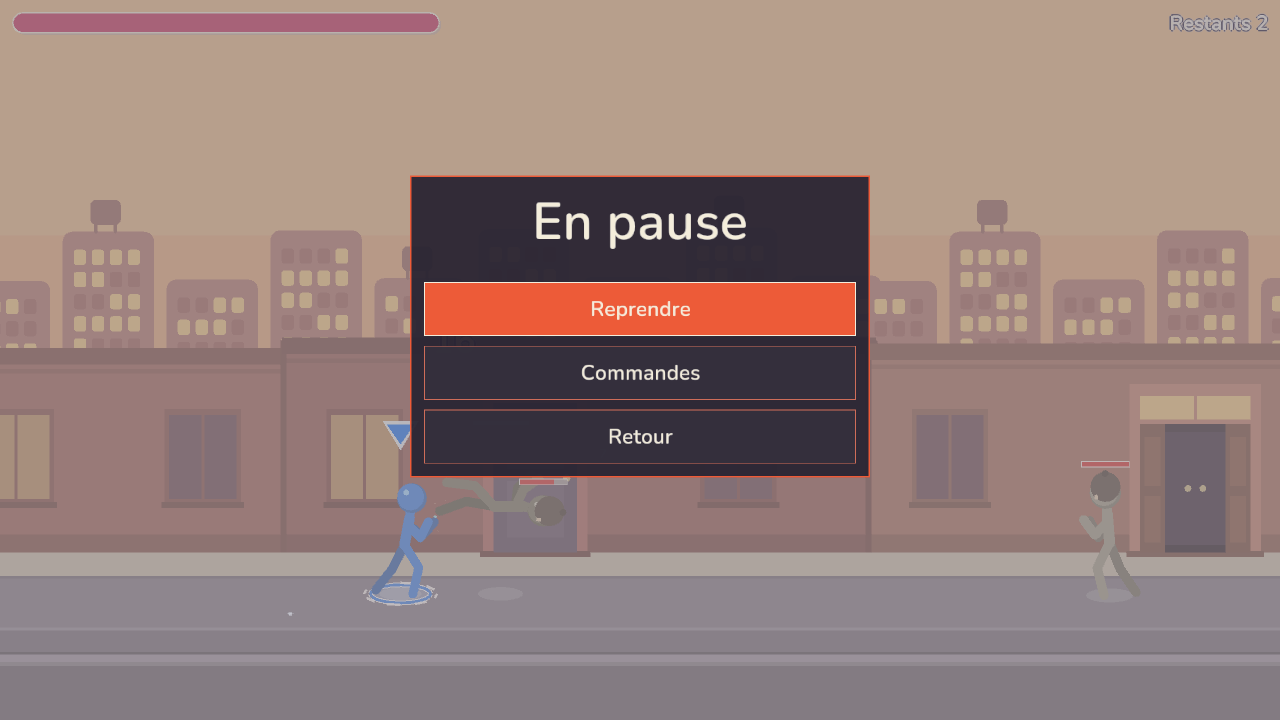 Restants 2
En pause
Reprendre
Commandes
Retour